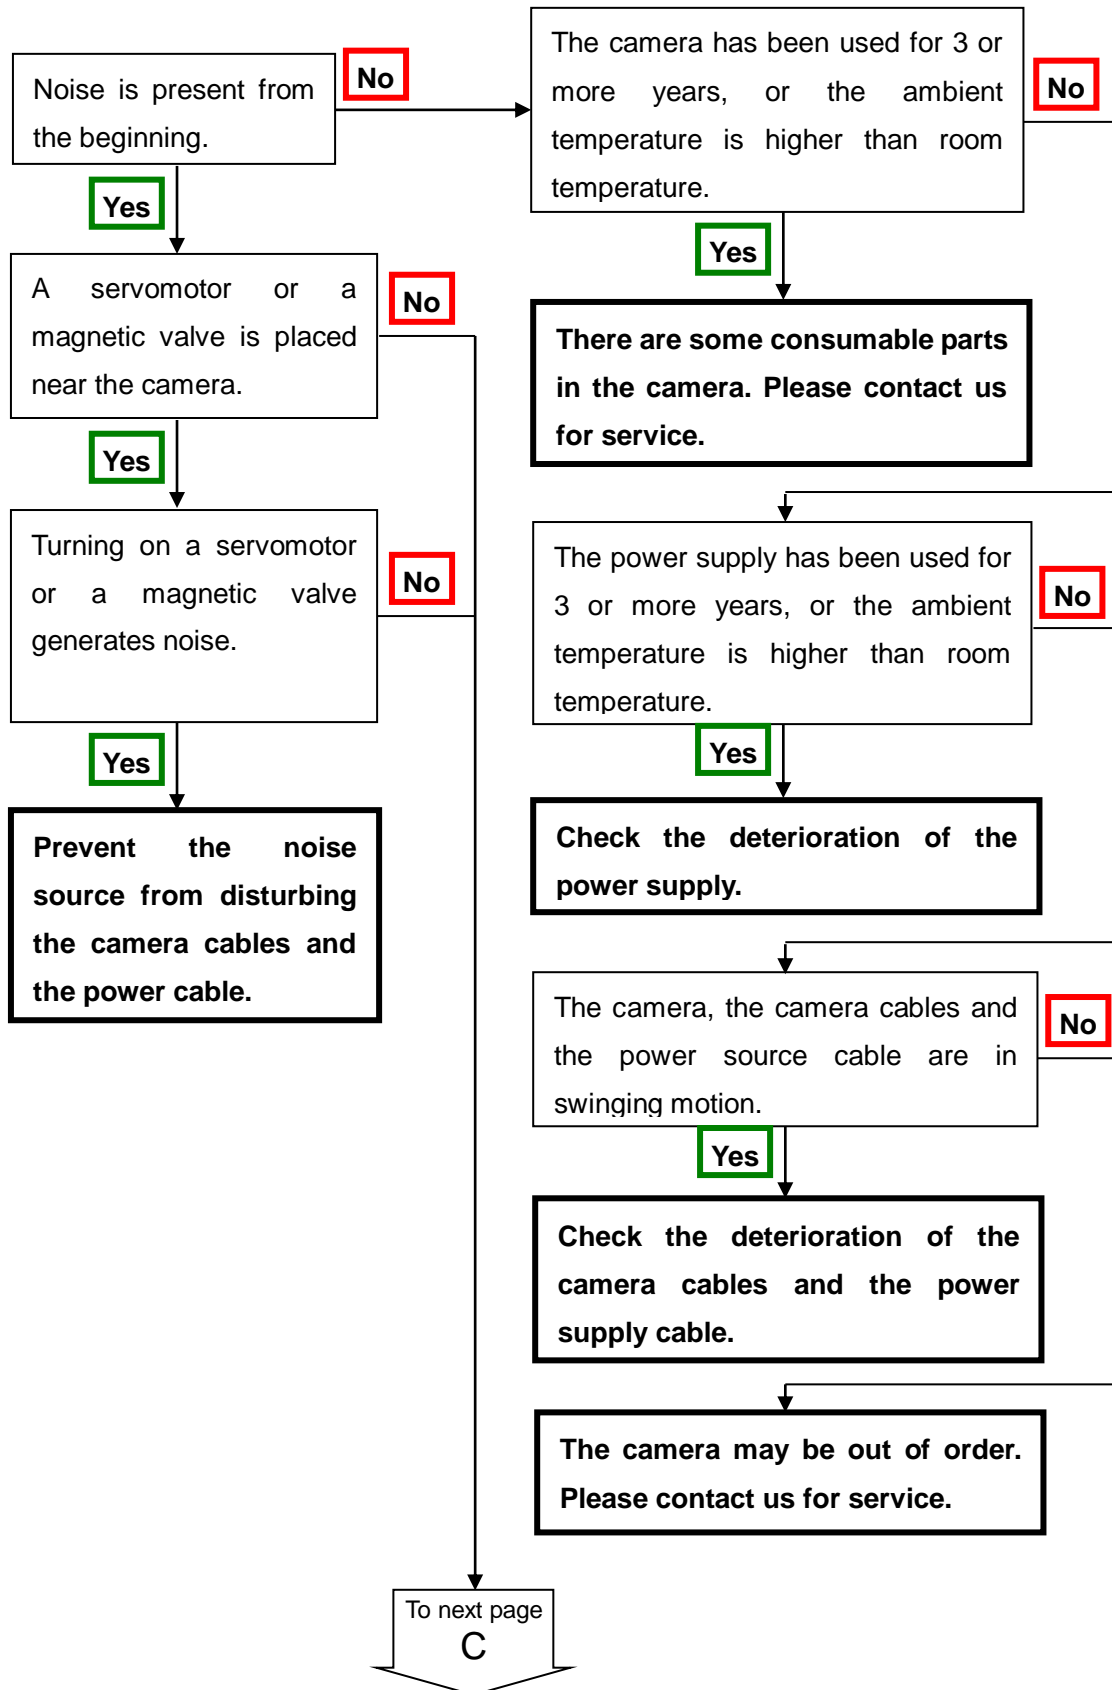 Noise is present from
the beginning.
No
Yes
A servomotor or a
magnetic valve is placed
near the camera.
No
Yes
Turning on a servomotor
or a magnetic valve
generates noise.
No
Yes
Prevent the noise
source from disturbing
the camera cables and
the power cable.
The camera has been used for 3 or
more years, or the ambient
temperature is higher than room
temperature.
No
Yes
There are some consumable parts
in the camera. Please contact us
for service.
The power supply has been used for
3 or more years, or the ambient
temperature is higher than room
temperature.
No
Yes
Check the deterioration of the
power supply.
The camera, the camera cables and
the power source cable are in
swinging motion.
No
Yes
Check the deterioration of the
camera cables and the power
supply cable.
The camera may be out of order.
Please contact us for service.
To next page
C